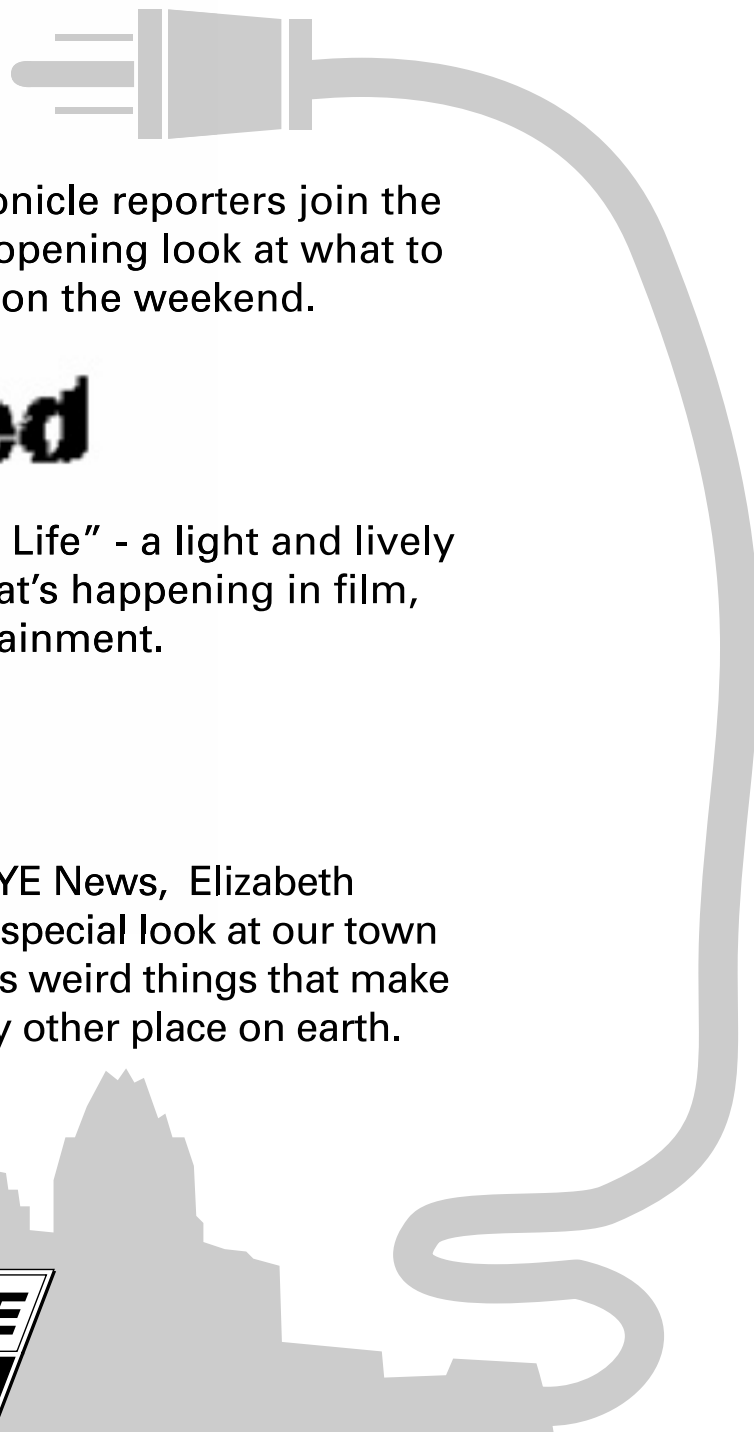 onicle reporters join the
opening look at what to
on the weekend.
ed
Life” - a light and lively
at’s happening in film,
ainment.
YE News, Elizabeth
special look at our town
s weird things that make
y other place on earth.
E